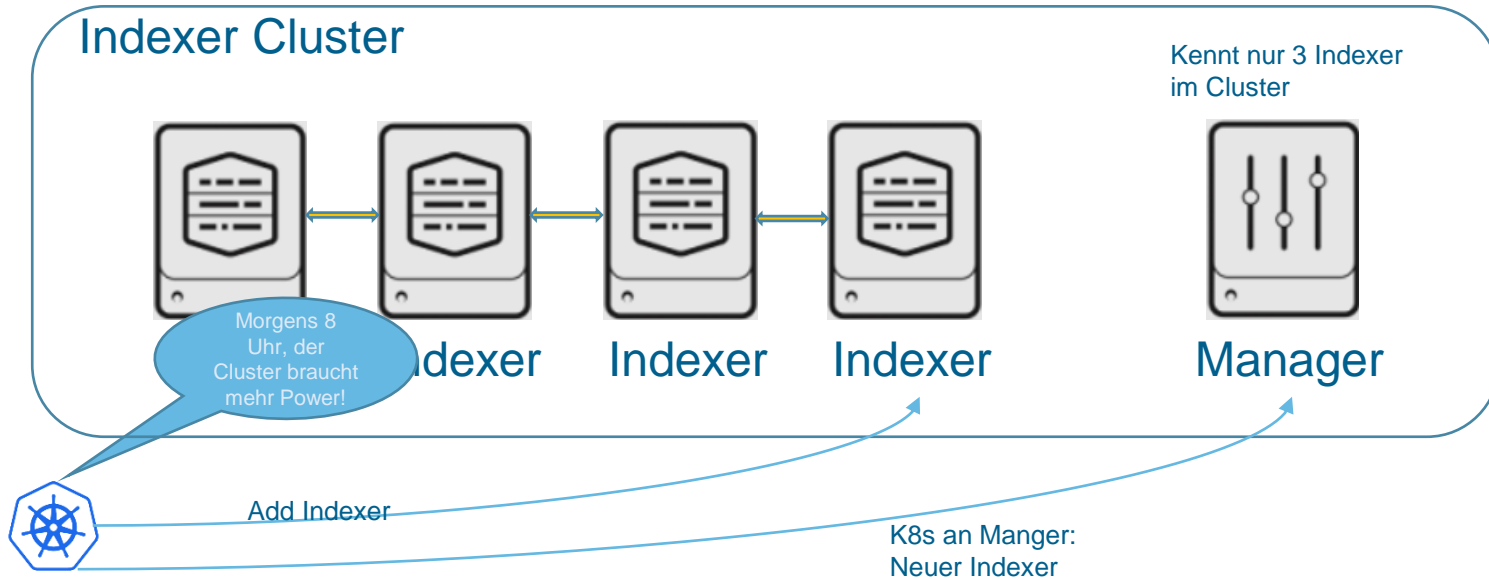 Indexer Cluster
Kennt nur 3 Indexer
im Cluster
Morgens 8
Uhr, der
Cluster braucht
mehr Power!
dexer
Indexer
Indexer
Manager
Add Indexer
K8s an Manger:
Neuer Indexer